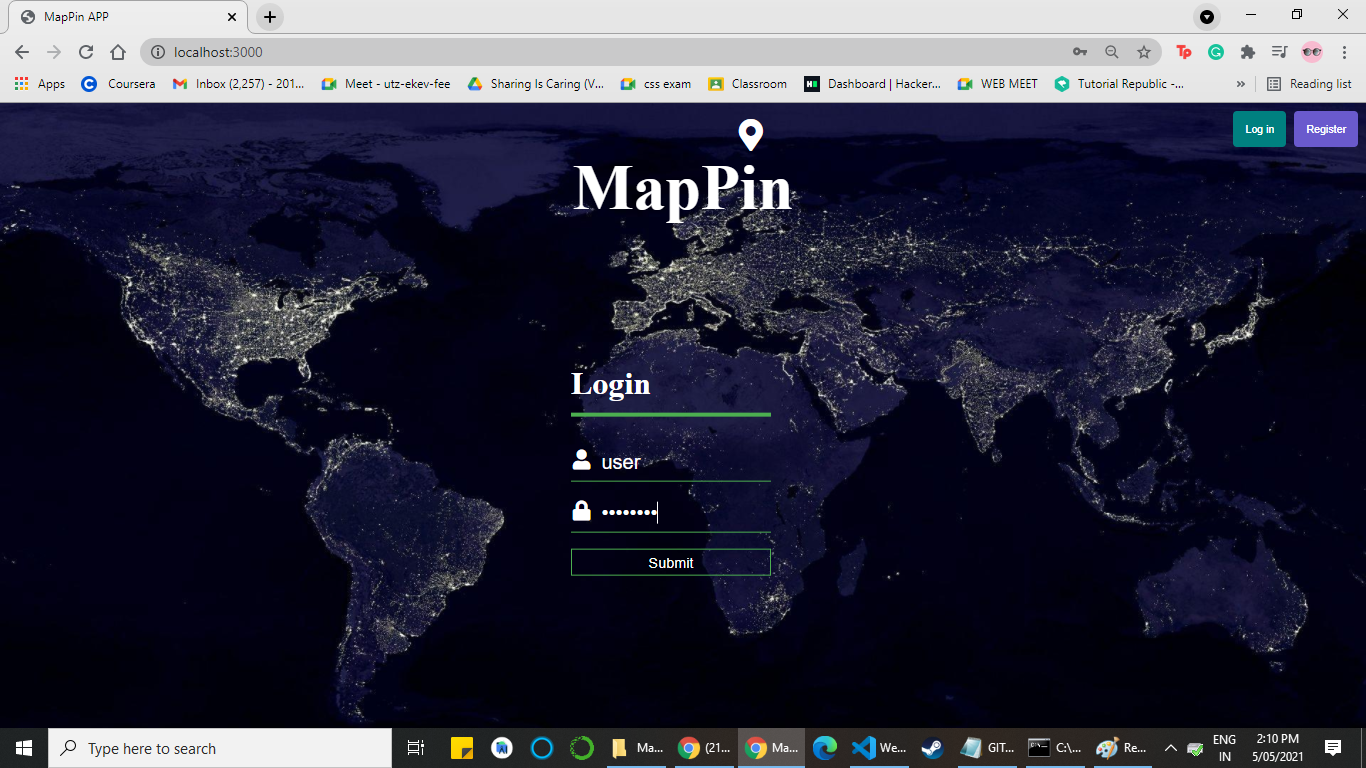 MapPin APP
localhost:3000
Apps Coursera Inbox (2,257) - 201... Meet - utz-ekev-fee Sharing Is Caring (V... css exam Classroom Dashboard | Hacker... WEB MEET Tutorial Republic -... » Reading list
Log in Register
MapPin
Login
user
••••••••
Submit
Type here to search Ma... (21... Ma... We... GIT... C:\... Re... ENG 2:10 PM
IN 5/05/2021